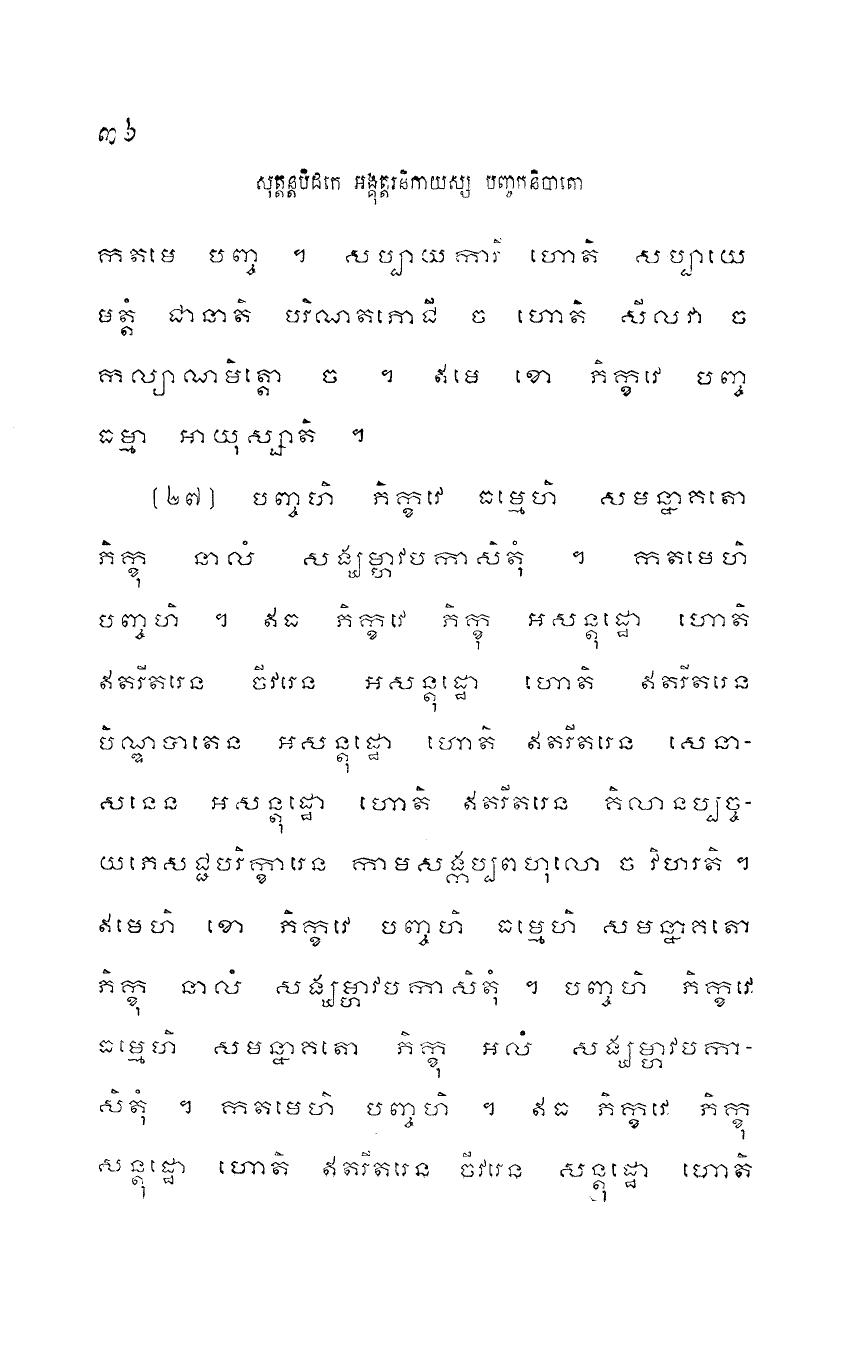 ៣៦
សុត្តន្តបិដកេ អង្គុត្តរនិកាយស្ស បញ្ចកនិបាតោ
កតមេ បញ្ច ។ សប្បាយការី ហោតិ សប្បាយេ
មត្តំ ជានាតិ បរិណតភោជី ច ហោតិ សីលវា ច
កល្យាណមិត្តោ ច ។ ឥមេ ខោ ភិក្ខវេ បញ្ច
ធម្មា អាយុស្សាតិ ។
(២៧) បញ្ចហិ ភិក្ខវេ ធម្មេហិ សមន្នាគតោ
ភិក្ខុ នាលំ សង្ឃម្ហាវបកាសិតុំ ។ កតមេហិ
បញ្ចហិ ។ ឥធ ភិក្ខវេ ភិក្ខុ អសន្តុដ្ឋោ ហោតិ
ឥតរីតរេន ចីវរេន អសន្តុដ្ឋោ ហោតិ ឥតរីតរេន
បិណ្ឌបាតេន អសន្តុដ្ឋោ ហោតិ ឥតរីតរេន សេនា-
សនេន អសន្តុដ្ឋោ ហោតិ ឥតរីតរេន គិលានប្បច្ច-
យភេសជ្ជបរិក្ខារេន កាមសង្កប្បពហុលោ ច វិហរតិ ។
ឥមេហិ ខោ ភិក្ខវេ បញ្ចហិ ធម្មេហិ សមន្នាគតោ
ភិក្ខុ នាលំ សង្ឃម្ហាវបកាសិតុំ ។ បញ្ចហិ ភិក្ខវេ
ធម្មេហិ សមន្នាគតោ ភិក្ខុ អលំ សង្ឃម្ហាវបកា-
សិតុំ ។ កតមេហិ បញ្ចហិ ។ ឥធ ភិក្ខវេ ភិក្ខុ
សន្តុដ្ឋោ ហោតិ ឥតរីតរេន ចីវរេន សន្តុដ្ឋោ ហោតិ